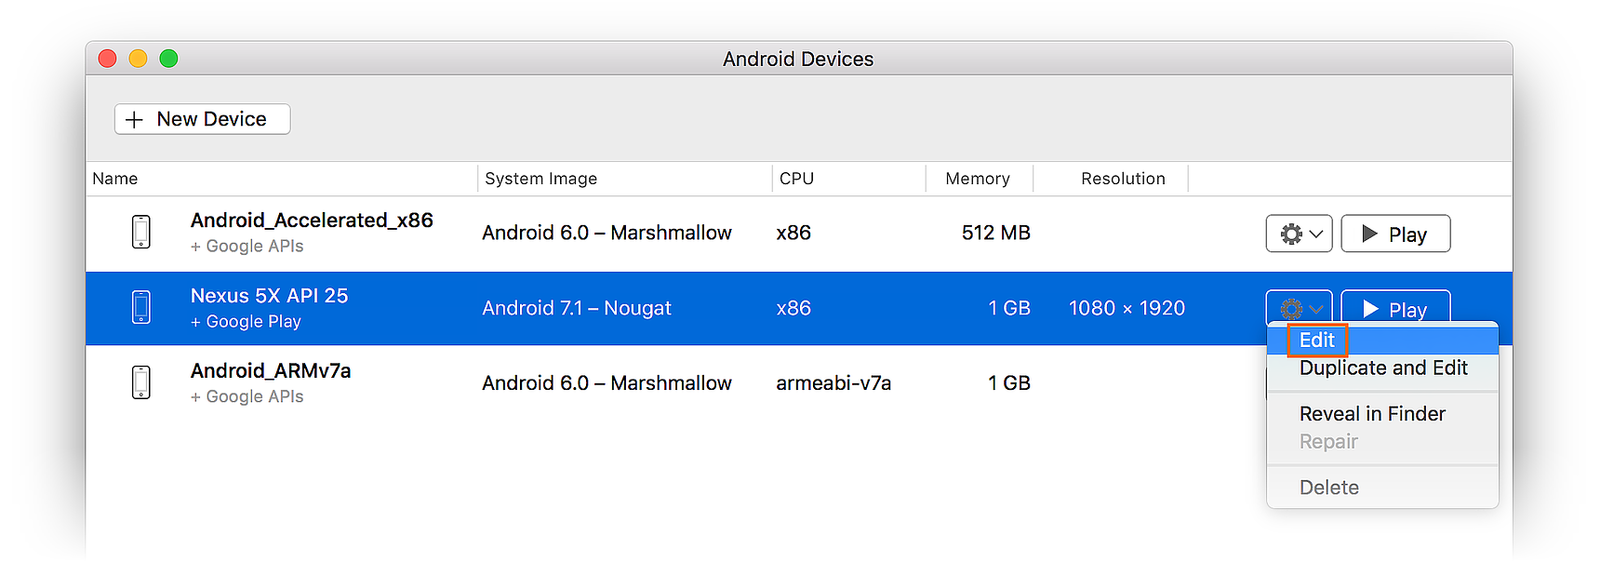 Android Devices
New Device
Name System Image CPU Memory Resolution
Android_Accelerated_x86
+ Google APIs
Android 6.0 – Marshmallow x86 512 MB Play
Nexus 5X API 25
+ Google Play
Android 7.1 – Nougat x86 1 GB 1080 × 1920 Play
Android_ARMv7a
+ Google APIs
Android 6.0 – Marshmallow armeabi-v7a 1 GB
Edit
Duplicate and Edit
Reveal in Finder
Repair
Delete